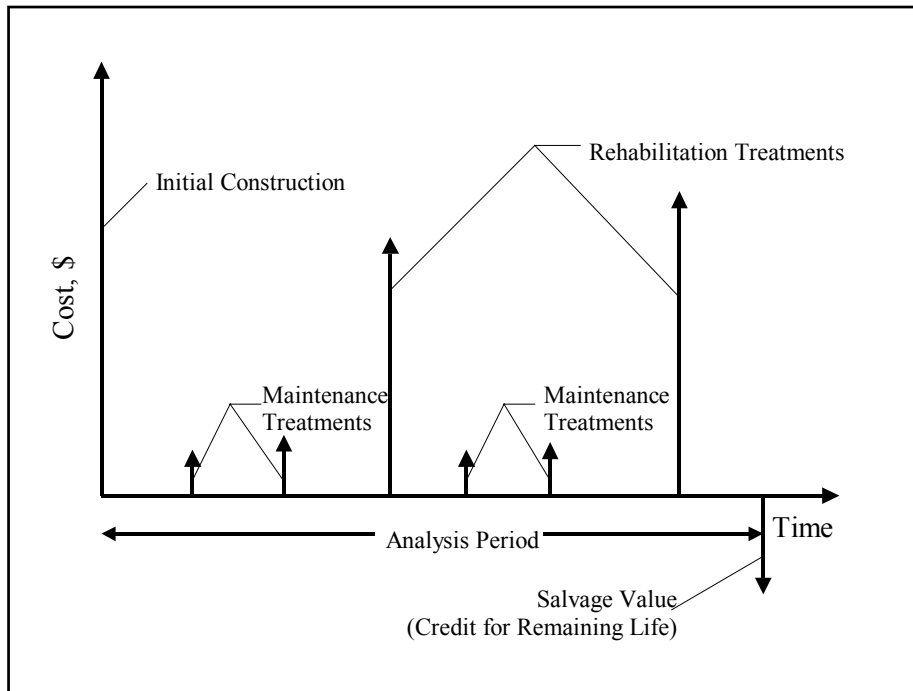 Rehabilitation Treatments
Initial Construction
Cost, $
Maintenance
Treatments
Maintenance
Treatments
Time
Analysis Period
Salvage Value
(Credit for Remaining Life)